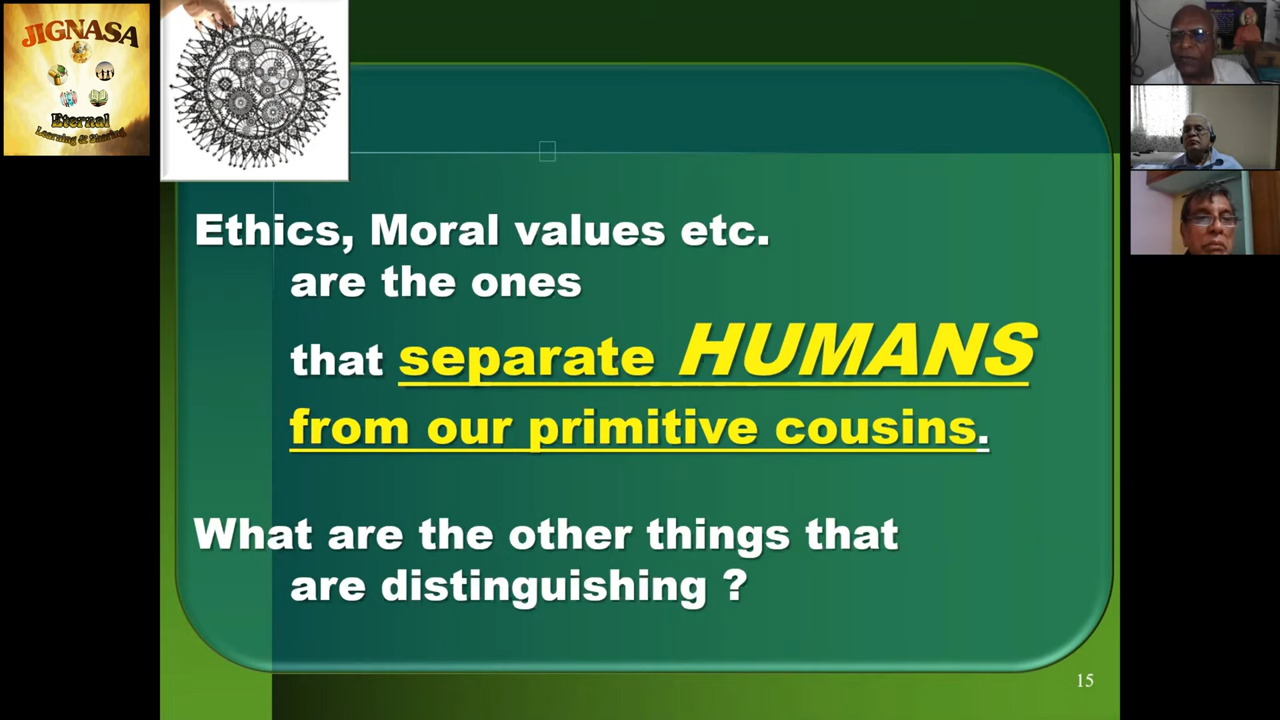 JIGNASA
Eternal
Learning & Sharing
Ethics, Moral values etc.
are the ones
that separate HUMANS
from our primitive cousins.
What are the other things that
are distinguishing ?
15